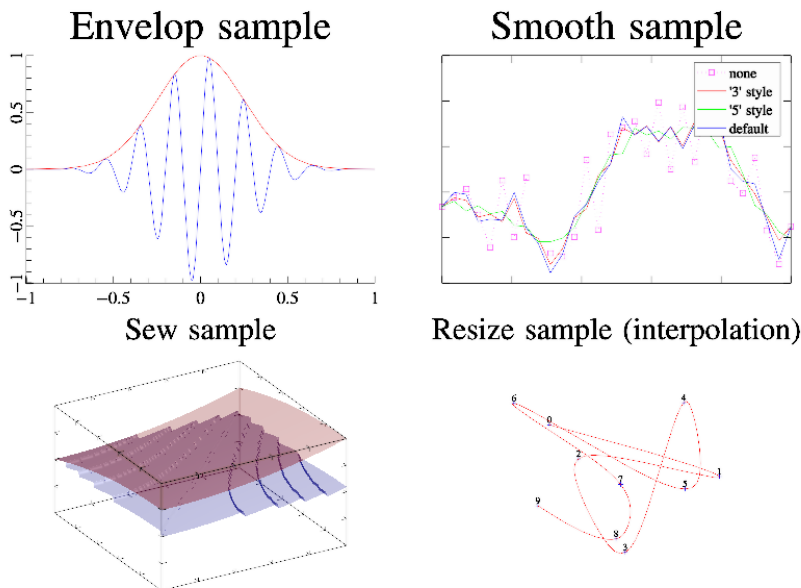 Envelop sample
Smooth sample
1
0.5
0
−0.5
−1
−1
−0.5
0
0.5
1
none
'3' style
'5' style
default
Sew sample
Resize sample (interpolation)
6
0
4
2
1
7
5
9
8
3